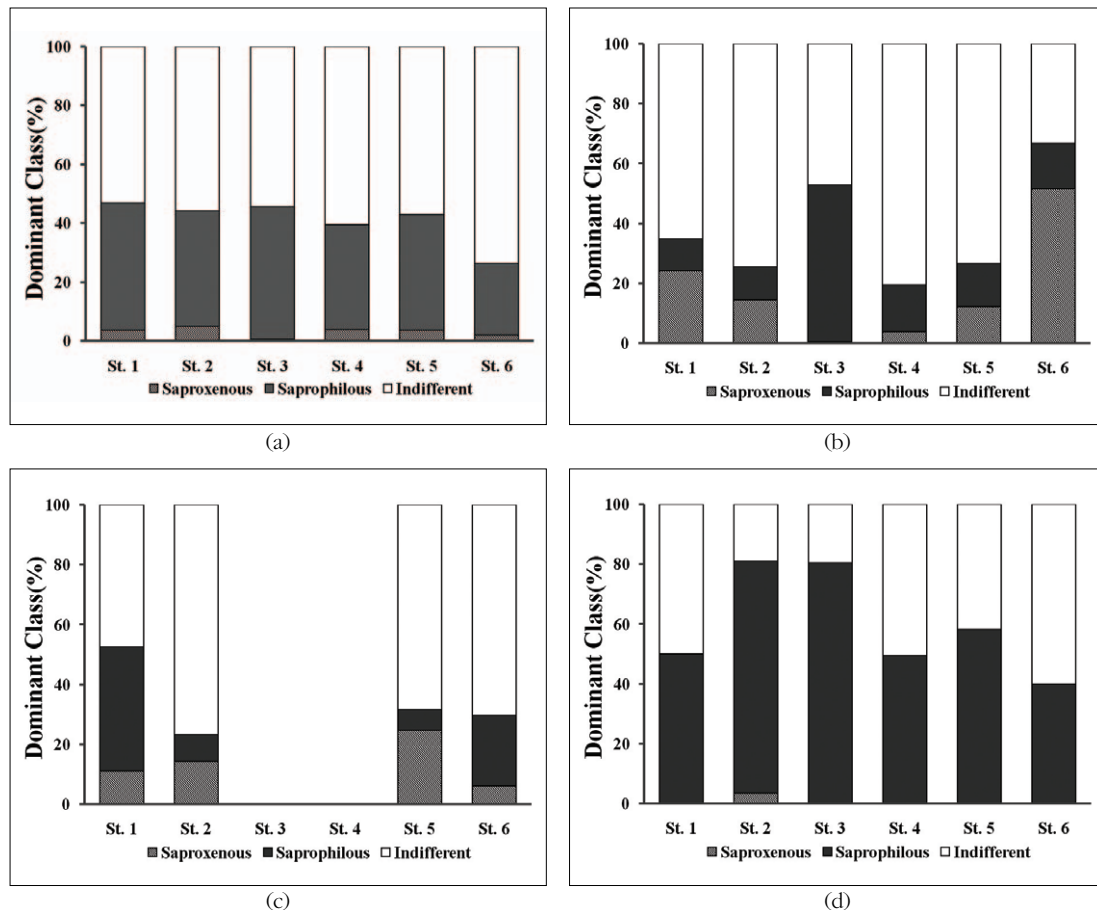 100
80
60
40
20
0
Dominant Class(%)
St. 1 St. 2 St. 3 St. 4 St. 5 St. 6
Saproxenous Saprophilous Indifferent
(a)
100
80
60
40
20
0
Dominant Class(%)
St. 1 St. 2 St. 3 St. 4 St. 5 St. 6
Saproxenous Saprophilous Indifferent
(b)
100
80
60
40
20
0
Dominant Class(%)
St. 1 St. 2 St. 3 St. 4 St. 5 St. 6
Saproxenous Saprophilous Indifferent
(c)
100
80
60
40
20
0
Dominant Class(%)
St. 1 St. 2 St. 3 St. 4 St. 5 St. 6
Saproxenous Saprophilous Indifferent
(d)